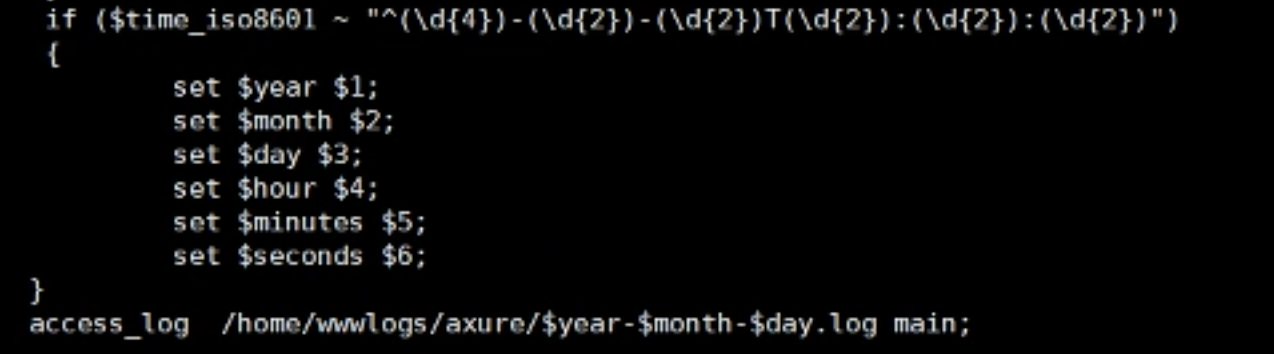 if ($time_iso8601 ~ "^(\d{4})-(\d{2})-(\d{2})T(\d{2}):(\d{2}):(\d{2})")
{
set $year $1;
set $month $2;
set $day $3;
set $hour $4;
set $minutes $5;
set $seconds $6;
}
access_log /home/wwwlogs/axure/$year-$month-$day.log main;